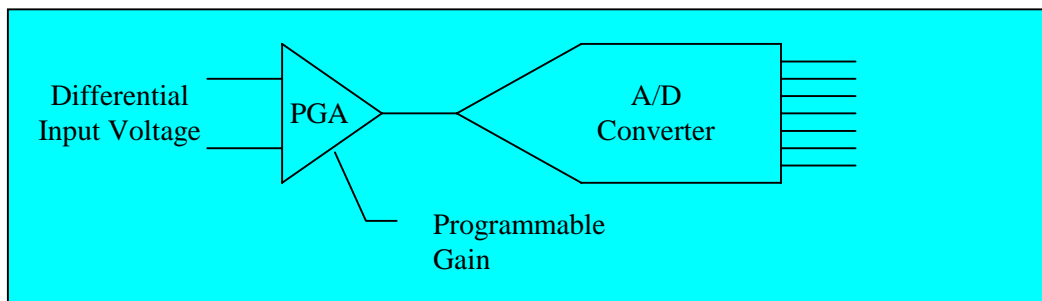 Differential
Input Voltage
PGA
A/D
Converter
Programmable
Gain